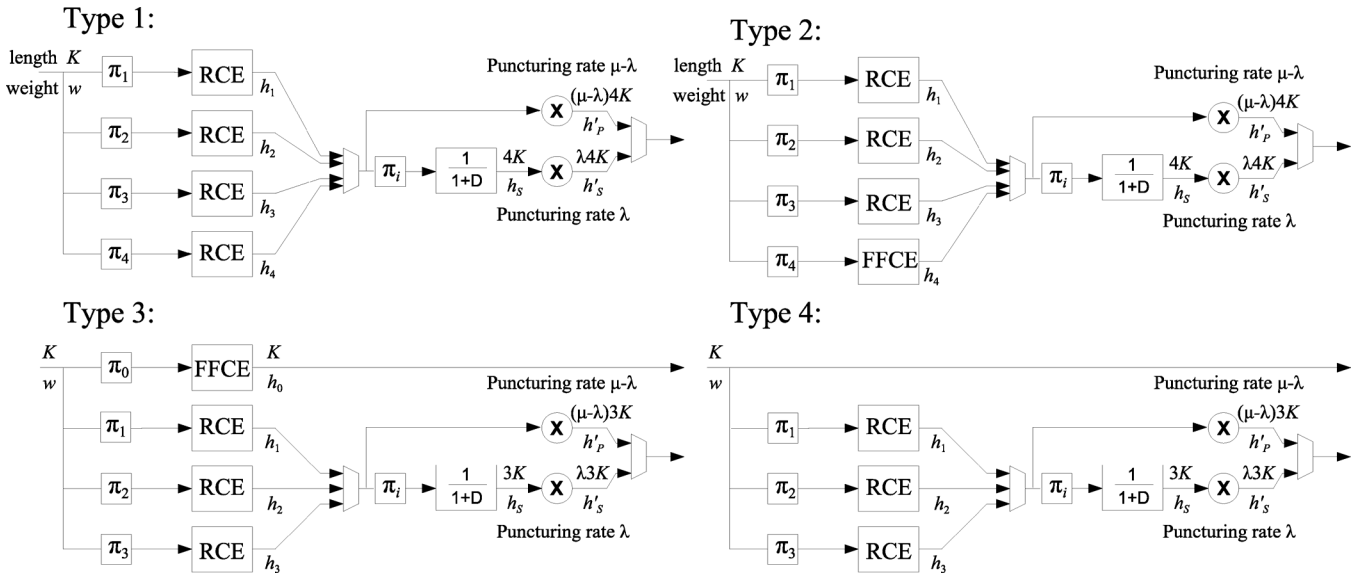 Type 1:
length K
weight w
π1 RCE h1
π2 RCE h2
π3 RCE h3
π4 RCE h4
πi
1
1+D
4K
hS
Puncturing rate μ-λ
X (μ-λ)4K
h'P
X λ4K
h'S
Puncturing rate λ
Type 2:
length K
weight w
π1 RCE h1
π2 RCE h2
π3 RCE h3
π4 FFCE h4
πi
1
1+D
4K
hS
Puncturing rate μ-λ
X (μ-λ)4K
h'P
X λ4K
h'S
Puncturing rate λ
Type 3:
K
w
π0 FFCE K
h0
π1 RCE h1
π2 RCE h2
π3 RCE h3
πi
1
1+D
3K
hS
Puncturing rate μ-λ
X (μ-λ)3K
h'P
X λ3K
h'S
Puncturing rate λ
Type 4:
K
w
π1 RCE h1
π2 RCE h2
π3 RCE h3
πi
1
1+D
3K
hS
Puncturing rate μ-λ
X (μ-λ)3K
h'P
X λ3K
h'S
Puncturing rate λ